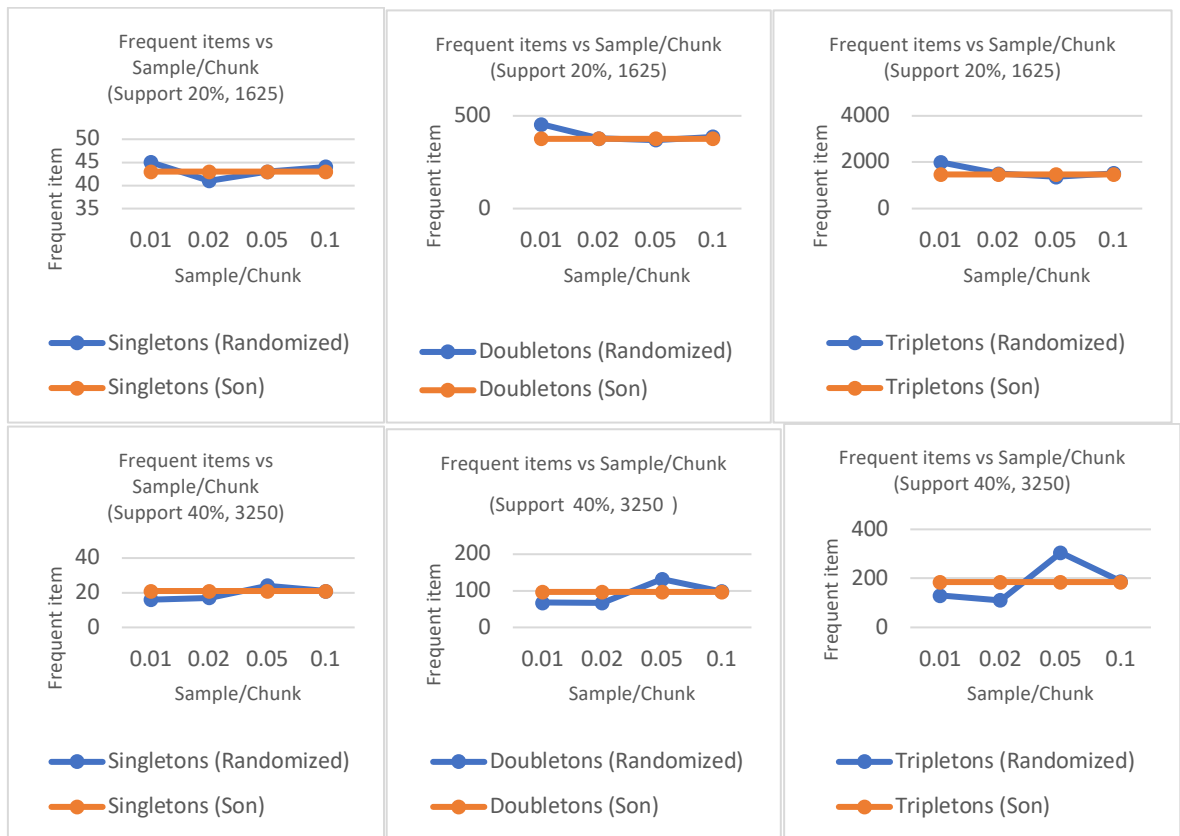 Frequent items vs
Sample/Chunk
(Support 20%, 1625)
Frequent item
50
45
40
35
0.01 0.02 0.05 0.1
Sample/Chunk
Singletons (Randomized)
Singletons (Son)
Frequent items vs Sample/Chunk
(Support 20%, 1625)
Frequent item
500
0
0.01 0.02 0.05 0.1
Sample/Chunk
Doubletons (Randomized)
Doubletons (Son)
Frequent items vs Sample/Chunk
(Support 20%, 1625)
Frequent item
4000
2000
0
0.01 0.02 0.05 0.1
Sample/Chunk
Tripletons (Randomized)
Tripletons (Son)
Frequent items vs
Sample/Chunk
(Support 40%, 3250)
Frequent item
40
20
0
0.01 0.02 0.05 0.1
Sample/Chunk
Singletons (Randomized)
Singletons (Son)
Frequent items vs Sample/Chunk
(Support 40%, 3250 )
Frequent item
200
100
0
0.01 0.02 0.05 0.1
Sample/Chunk
Doubletons (Randomized)
Doubletons (Son)
Frequent items vs Sample/Chunk
(Support 40%, 3250)
Frequent item
400
200
0
0.01 0.02 0.05 0.1
Sample/Chunk
Tripletons (Randomized)
Tripletons (Son)